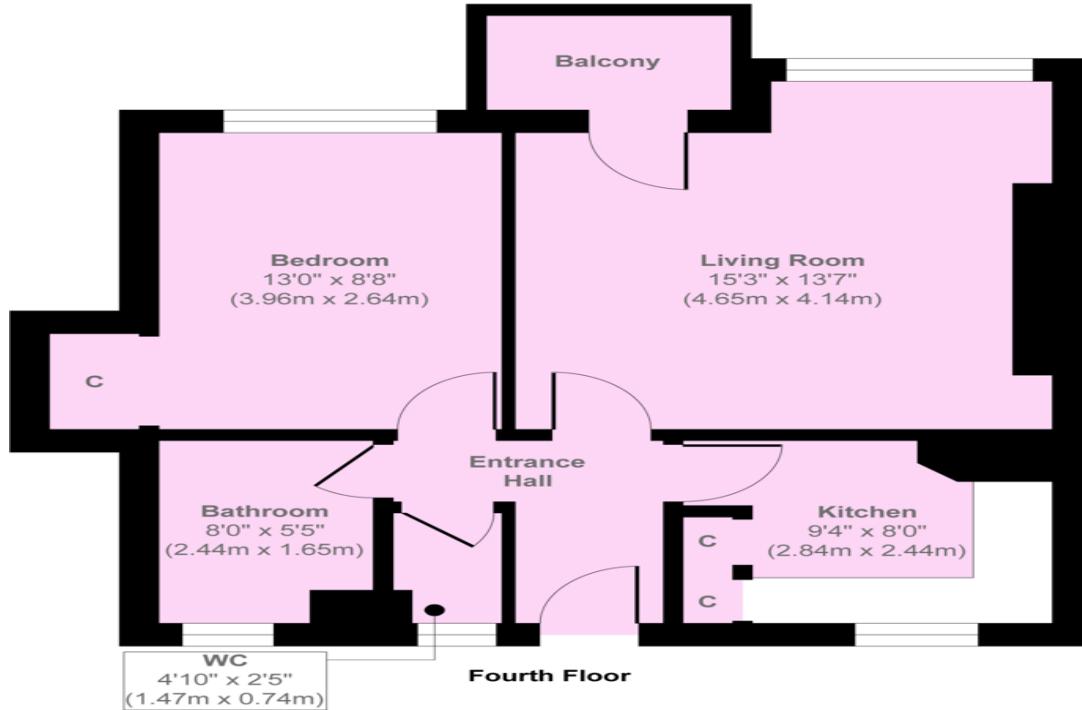 Balcony
Bedroom
13'0" x 8'8"
(3.96m x 2.64m)
Living Room
15'3" x 13'7"
(4.65m x 4.14m)
C
Entrance
Hall
Bathroom
8'0" x 5'5"
(2.44m x 1.65m)
Kitchen
9'4" x 8'0"
(2.84m x 2.44m)
C
C
WC
4'10" x 2'5"
(1.47m x 0.74m)
Fourth Floor